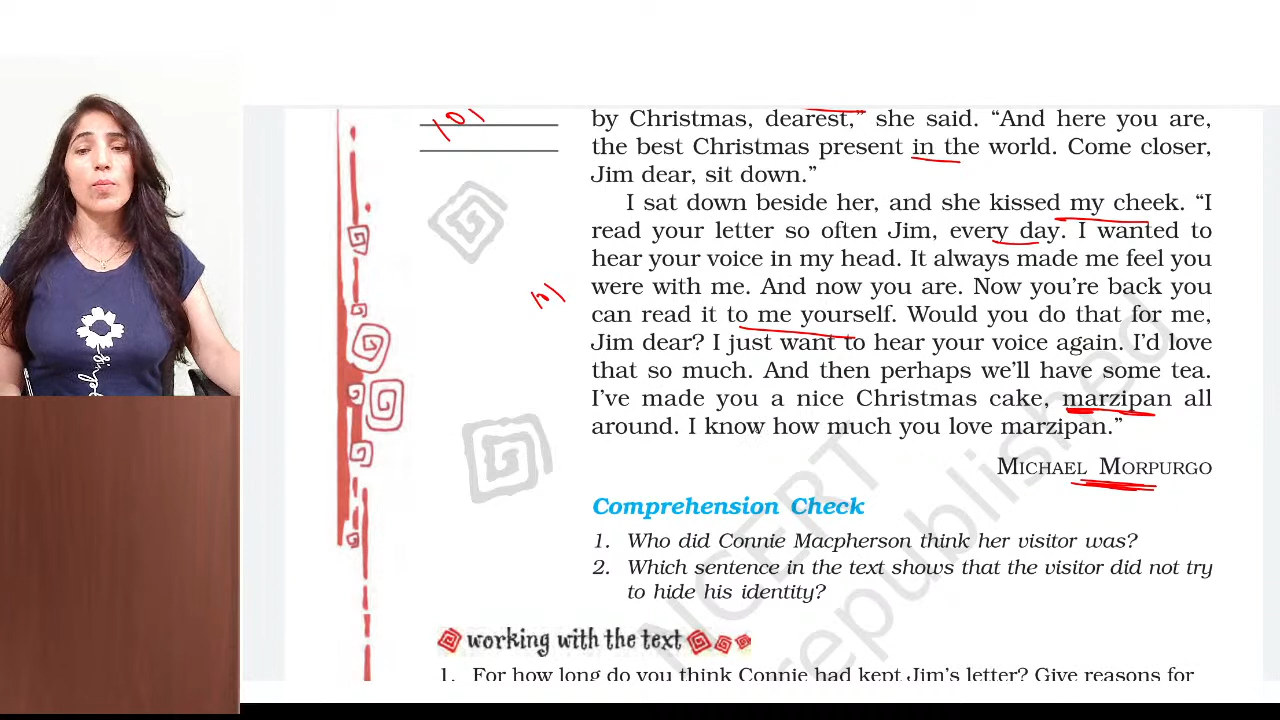 by Christmas, dearest,” she said. “And here you are,
the best Christmas present in the world. Come closer,
Jim dear, sit down.”
I sat down beside her, and she kissed my cheek. “I
read your letter so often Jim, every day. I wanted to
hear your voice in my head. It always made me feel you
were with me. And now you are. Now you’re back you
can read it to me yourself. Would you do that for me,
Jim dear? I just want to hear your voice again. I’d love
that so much. And then perhaps we’ll have some tea.
I’ve made you a nice Christmas cake, marzipan all
around. I know how much you love marzipan.”
MICHAEL MORPURGO
Comprehension Check
1. Who did Connie Macpherson think her visitor was?
2. Which sentence in the text shows that the visitor did not try
to hide his identity?
working with the text
1. For how long do you think Connie had kept Jim’s letter? Give reasons for
NCERT
republished